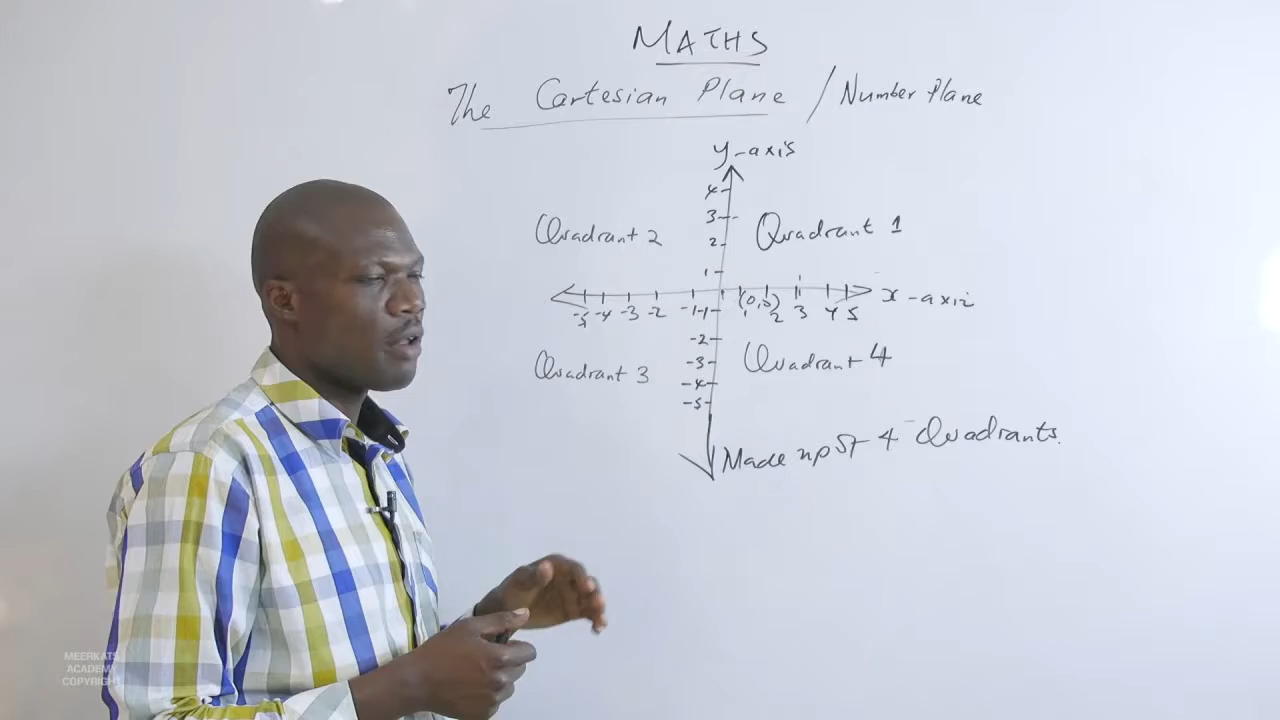 MATHS
The Cartesian Plane / Number Plane
y-axis
4
3
Quadrant 2
Quadrant 1
2
1
x-axis
(0,0)
-5 -4 -3 -2 -1 1 2 3 4 5
-1
-2
-3
Quadrant 3
Quadrant 4
-4
-5
Made up of 4 Quadrants.
MEERKATS
ACADEMY
COPYRIGHT